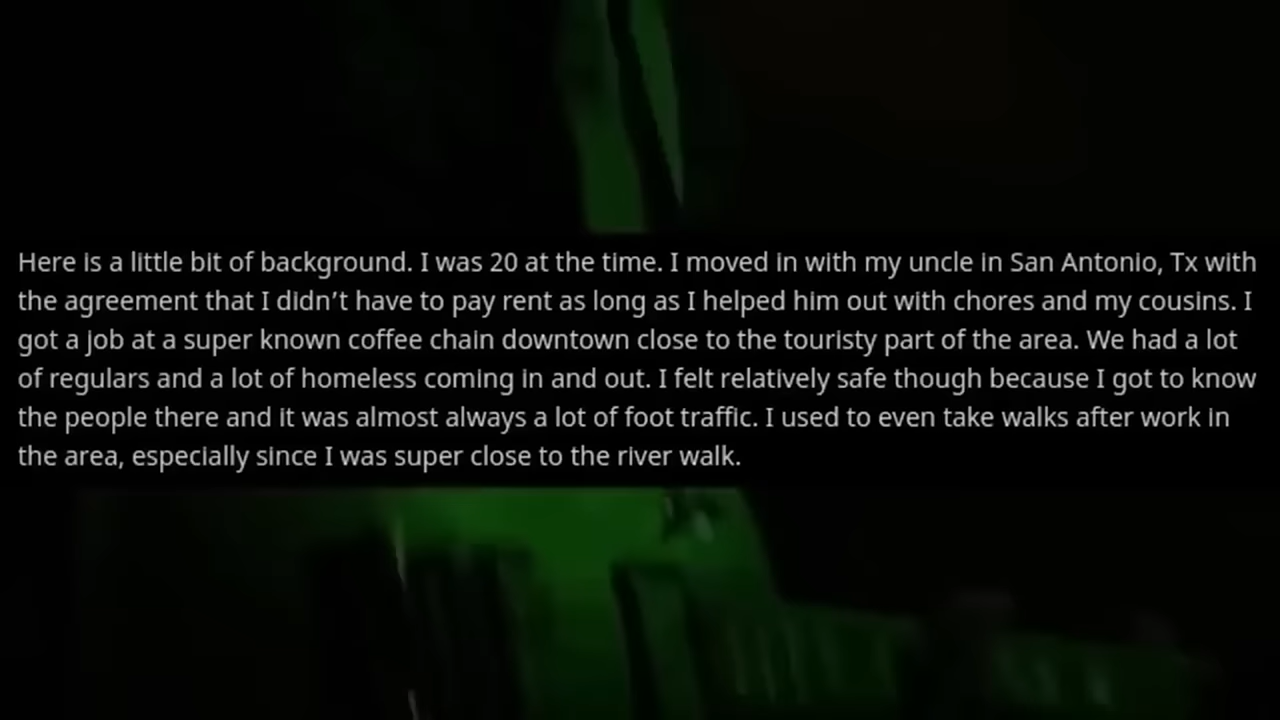 Here is a little bit of background. I was 20 at the time. I moved in with my uncle in San Antonio, Tx with
the agreement that I didn’t have to pay rent as long as I helped him out with chores and my cousins. I
got a job at a super known coffee chain downtown close to the touristy part of the area. We had a lot
of regulars and a lot of homeless coming in and out. I felt relatively safe though because I got to know
the people there and it was almost always a lot of foot traffic. I used to even take walks after work in
the area, especially since I was super close to the river walk.